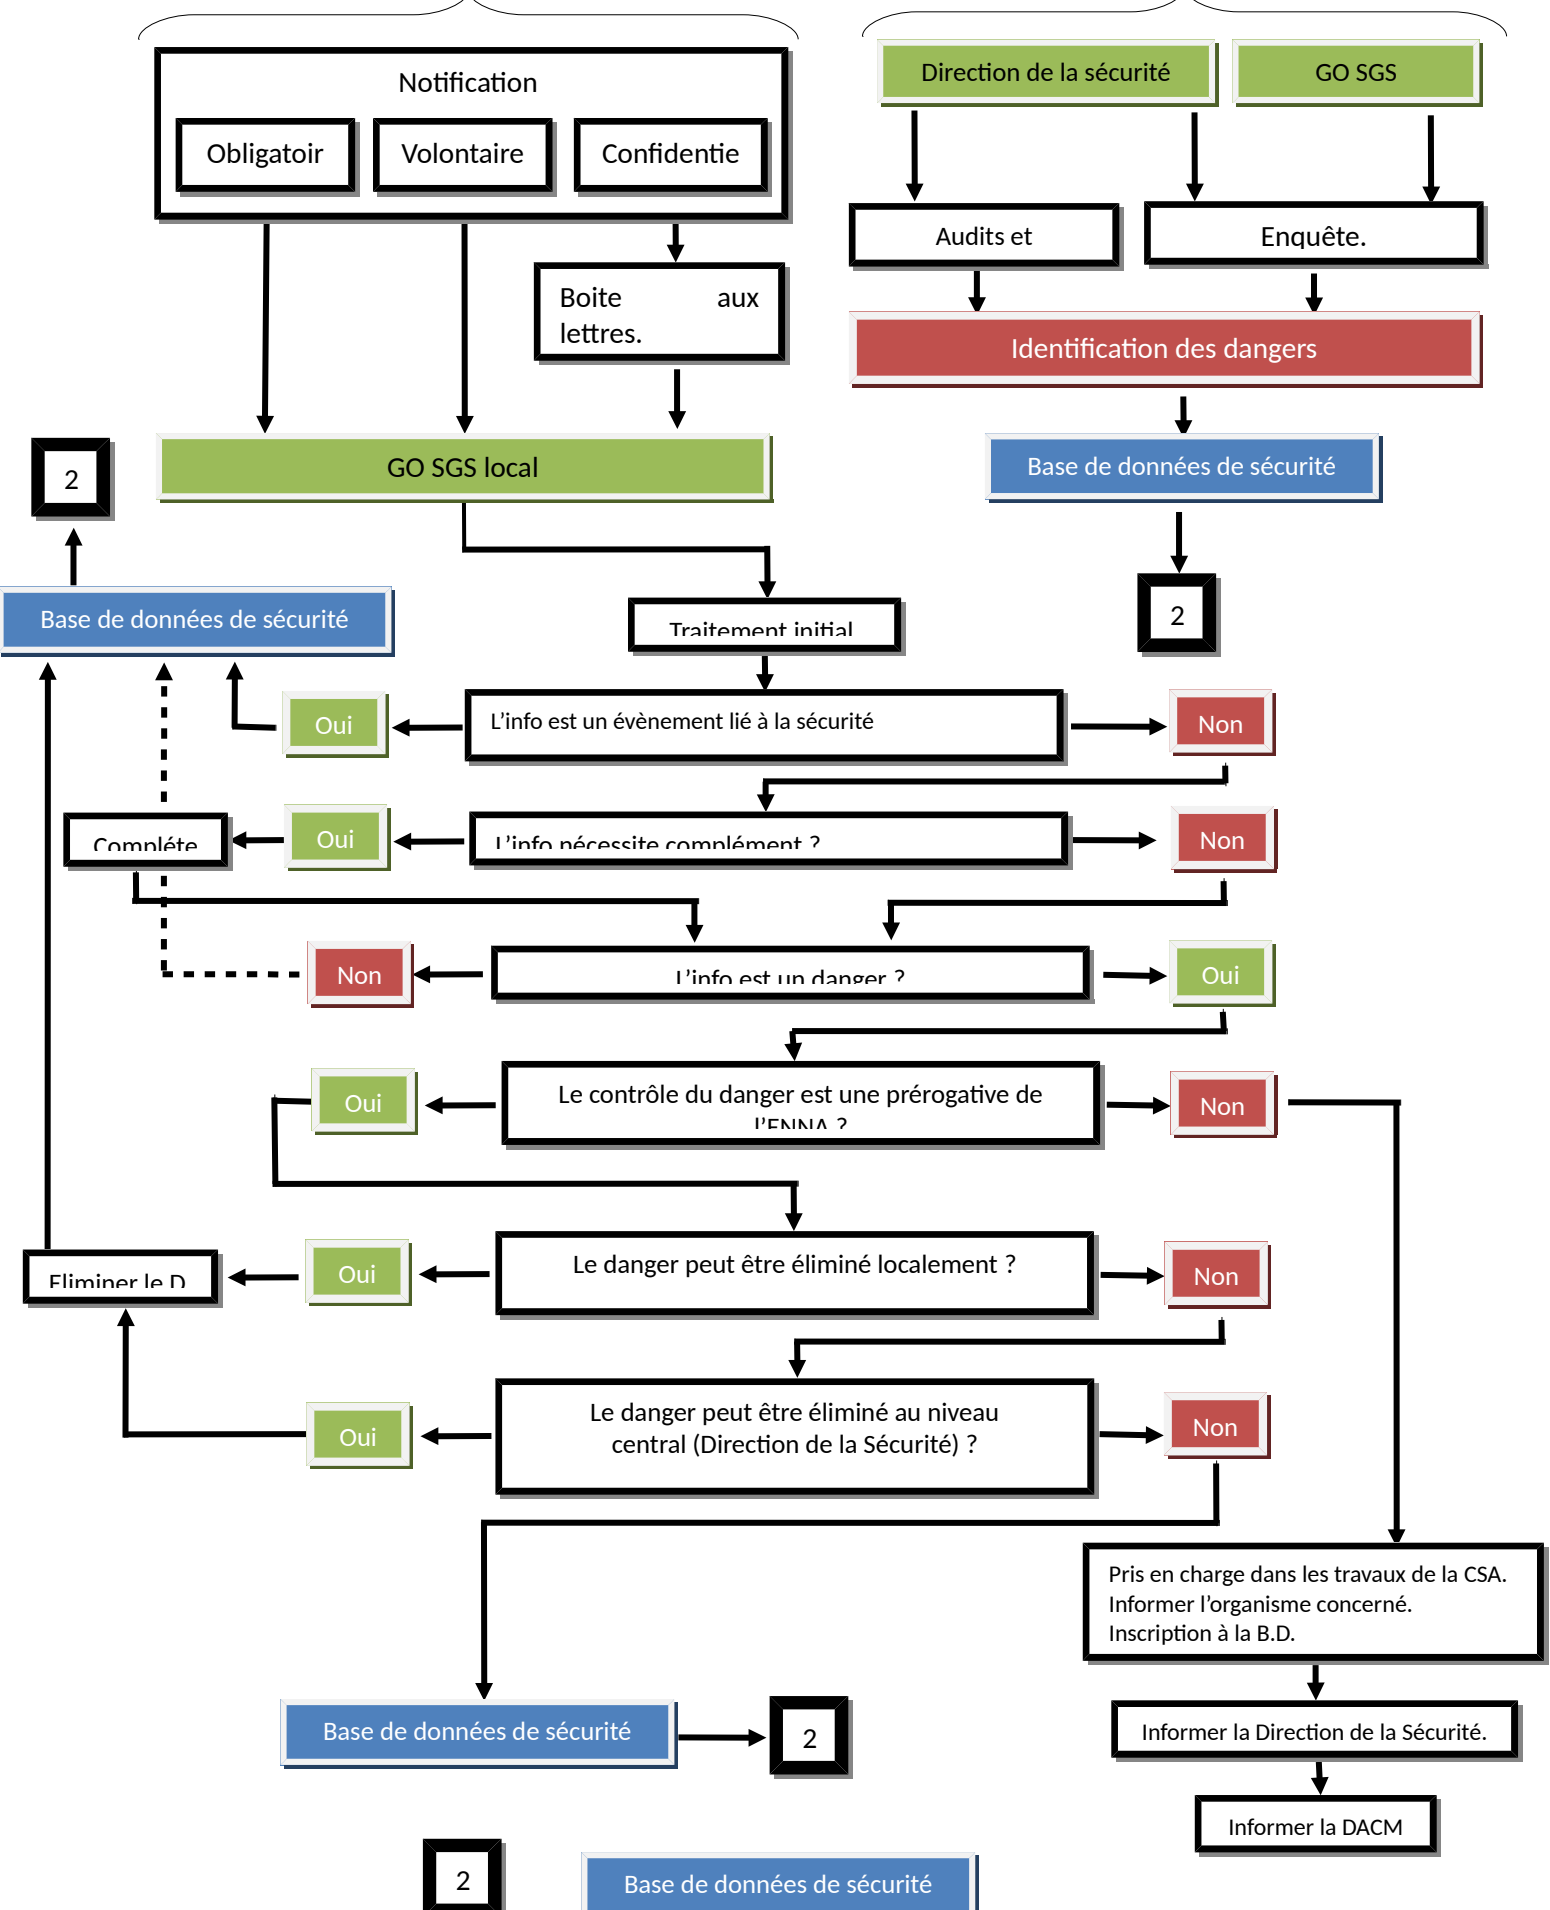 Notification
Obligatoir
Volontaire
Confidentie
Direction de la sécurité
GO SGS
Audits et
Enquête.
Boite aux
lettres.
Identification des dangers
GO SGS local
Base de données de sécurité
2
2
Base de données de sécurité
Traitement initial
L'info est un évènement lié à la sécurité
Oui
Non
L'info nécessite complément ?
Compléte
Oui
Non
L'info est un danger ?
Non
Oui
Le contrôle du danger est une prérogative de
l'ENNA ?
Oui
Non
Le danger peut être éliminé localement ?
Eliminer le D
Oui
Non
Le danger peut être éliminé au niveau
central (Direction de la Sécurité) ?
Oui
Non
Pris en charge dans les travaux de la CSA.
Informer l'organisme concerné.
Inscription à la B.D.
Base de données de sécurité
2
Informer la Direction de la Sécurité.
Informer la DACM
2
Base de données de sécurité